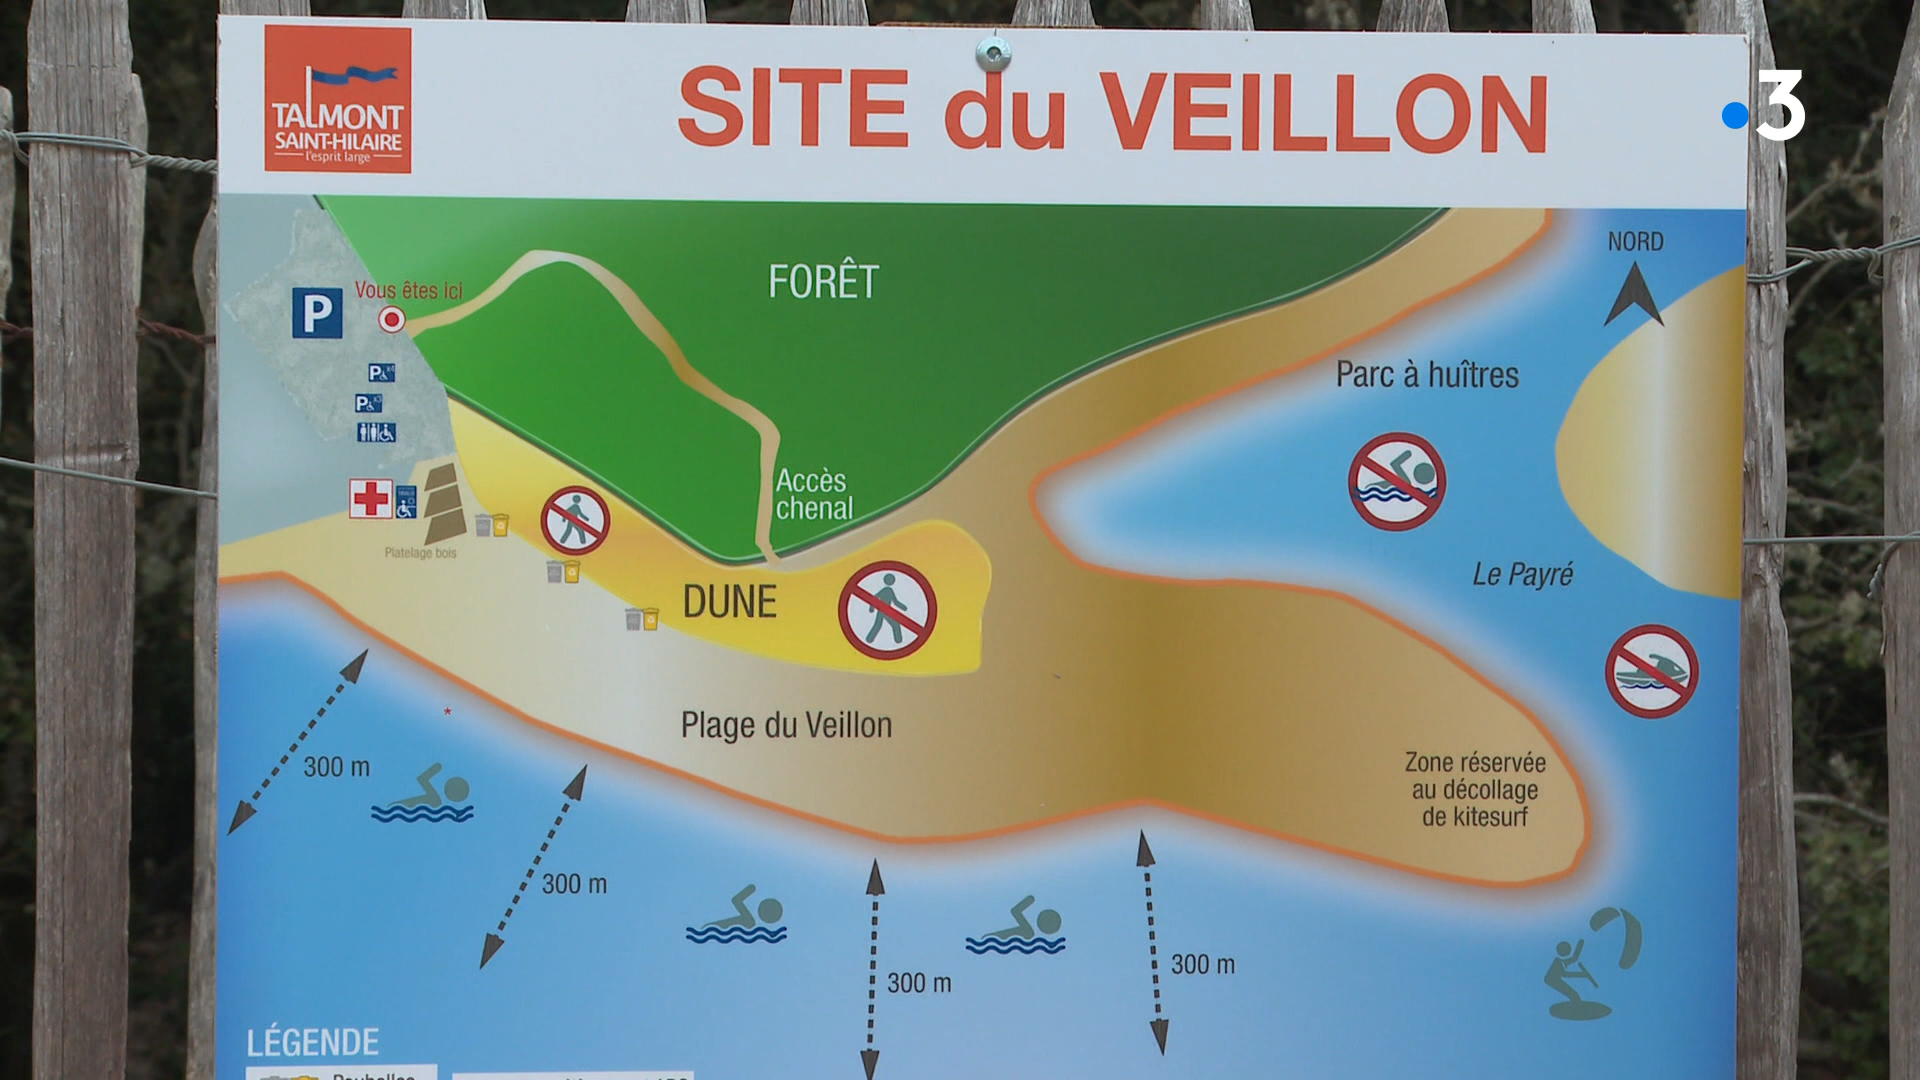 TALMONT
SAINT-HILAIRE
l'esprit large
SITE du VEILLON
3
NORD
FORÊT
Vous êtes ici
P
Parc à huîtres
P
P
Accès
chenal
Platelage bois
Le Payré
DUNE
Plage du Veillon
Zone réservée
au décollage
de kitesurf
300 m
300 m
300 m
300 m
LÉGENDE
Poubelles